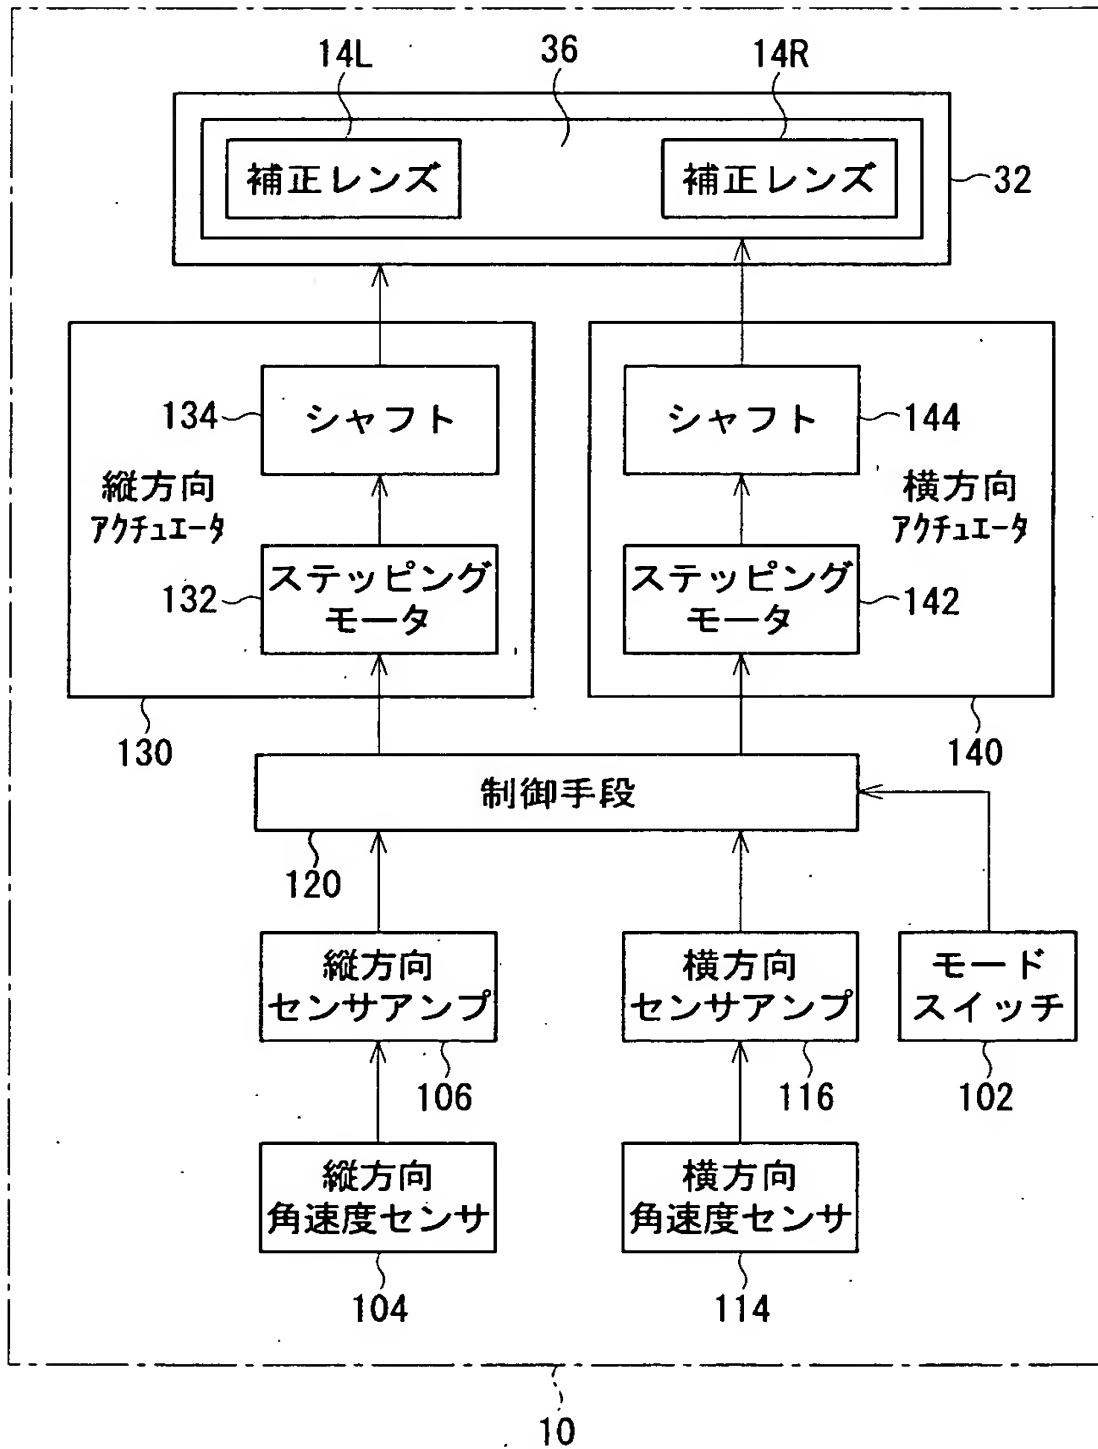 14L
36
14R
補正レンズ
補正レンズ
32
134
シャフト
シャフト
144
縦方向
アクチュエータ
横方向
アクチュエータ
132
ステッピング
モータ
ステッピング
モータ
142
130
140
制御手段
120
縦方向
センサアンプ
横方向
センサアンプ
モード
スイッチ
106
116
102
縦方向
角速度センサ
横方向
角速度センサ
104
114
10